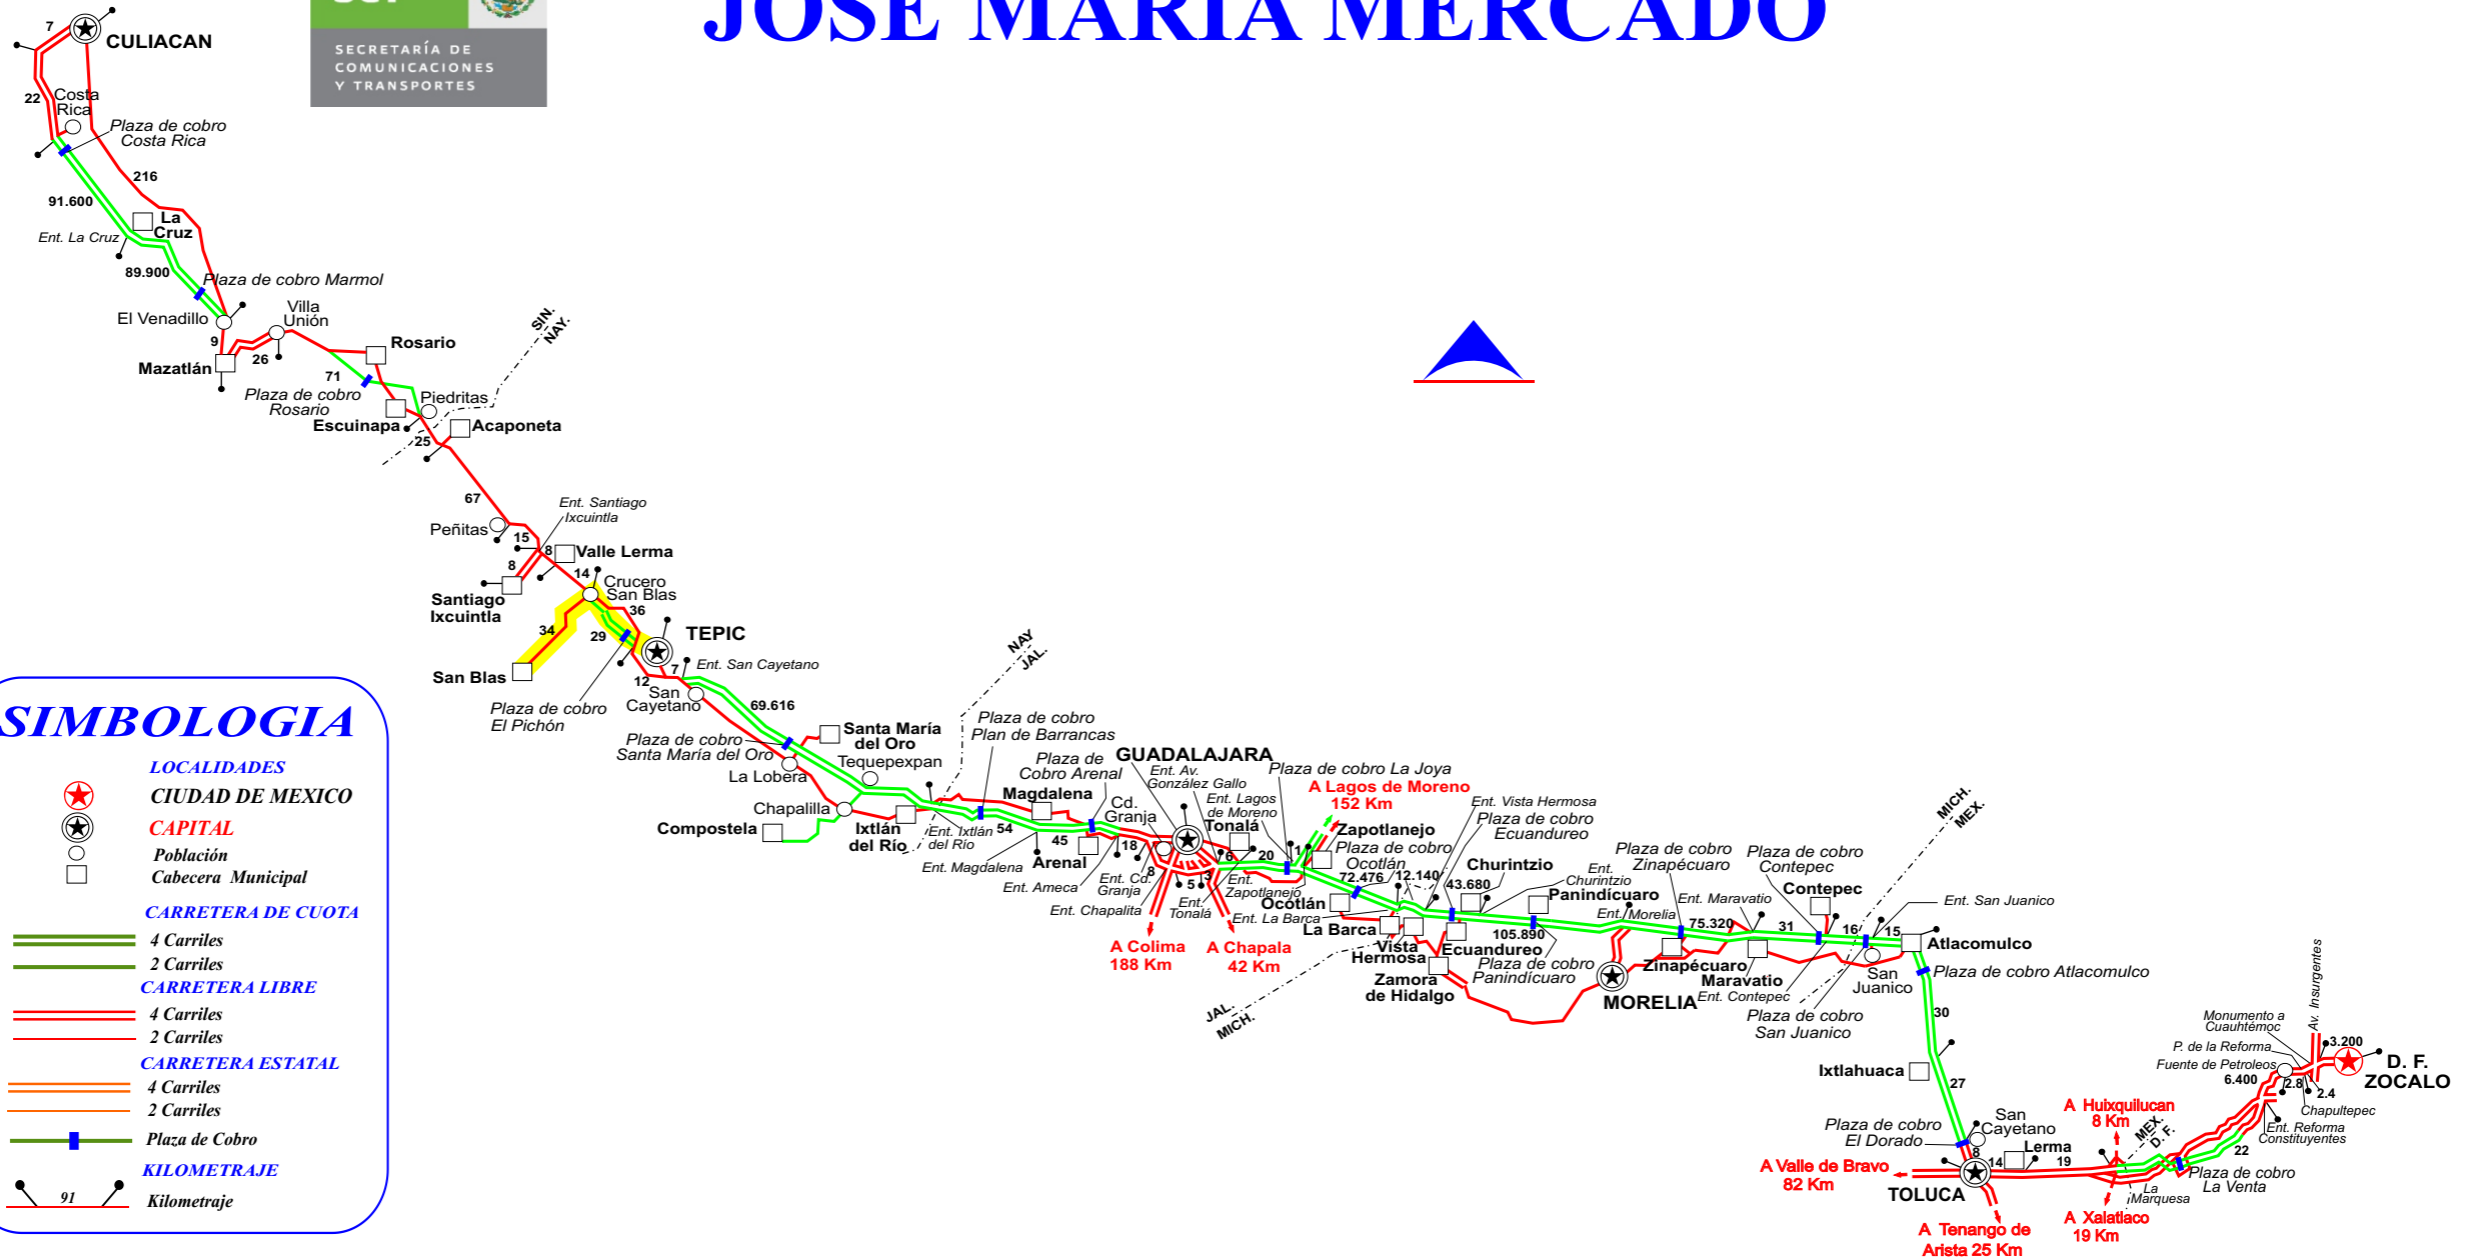 JOSE MARIA MERCADO
SECRETARÍA DE
COMUNICACIONES
Y TRANSPORTES
7
CULIACAN
22
Costa
Rica
Plaza de cobro
Costa Rica
216
91.600
La
Cruz
Ent. La Cruz
89.900
Plaza de cobro Marmol
El Venadillo
Villa
Unión
9
26
Mazatlán
Rosario
SIN.
NAY.
71
Plaza de cobro
Rosario
Piedritas
Escuinapa
25
Acaponeta
67
Ent. Santiago
Ixcuintla
Peñitas
15
8
Valle Lerma
8
14
Santiago
Ixcuintla
Crucero
San Blas
36
34
29
TEPIC
San Blas
7
Ent. San Cayetano
12
San
Cayetano
Plaza de cobro
El Pichón
69.616
Plaza de cobro
Santa María del Oro
Santa María
del Oro
La Lobera
Tequepexpan
Chapalilla
Compostela
Ixtlán
del Río
Ent. Ixtlán
del Río
NAY
JAL.
Plaza de cobro
Plan de Barrancas
54
Magdalena
Ent. Magdalena
45
Plaza de
Cobro Arenal
Arenal
Ent. Ameca
18
Cd.
Granja
Ent. Cd.
Granja
GUADALAJARA
Ent. Av.
González Gallo
Ent. Chapalita
8
5
3
6
Ent.
Tonalá
Ent. Lagos
de Moreno
Tonalá
20
1
Plaza de cobro La Joya
A Lagos de Moreno
152 Km
A Colima
188 Km
A Chapala
42 Km
Zapotlanejo
Ent.
Zapotlanejo
Plaza de cobro
Ocotlán
72.476
Ocótlán
Ent. La Barca
La Barca
12.140
Ent. Vista Hermosa
Plaza de cobro
Ecuandureo
Vista
Hermosa
43.680
Churintzio
Ent.
Churintzio
Ecuandureo
Zamora
de Hidalgo
JAL.
MICH.
Panindícuaro
105.890
Plaza de cobro
Panindícuaro
Ent. Morelia
MORELIA
Plaza de cobro
Zinapécuaro
75.320
Zinapécuaro
Ent. Maravatio
Maravatio
31
Plaza de cobro
Contepec
Contepec
Ent. Contepec
16
15
MICH.
MEX.
Ent. San Juanico
San
Juanico
Plaza de cobro
San Juanico
Atlacomulco
Plaza de cobro Atlacomulco
30
Ixtlahuaca
27
San
Cayetano
Plaza de cobro
El Dorado
8
14
Lerma
19
TOLUCA
A Valle de Bravo
82 Km
A Tenango de
Arista 25 Km
A Huixquilucan
8 Km
MEX.
D. F.
A Xalatlaco
19 Km
La
Marquesa
Plaza de cobro
La Venta
22
Ent. Reforma
Constituyentes
Chapultepec
2.4
2.8
6.400
Fuente de Petroleos
P. de la Reforma
Monumento a
Cuauhtémoc
Av. Insurgentes
3.200
D. F.
ZOCALO
SIMBOLOGIA
LOCALIDADES
CIUDAD DE MEXICO
CAPITAL
Población
Cabecera Municipal
CARRETERA DE CUOTA
4 Carriles
2 Carriles
CARRETERA LIBRE
4 Carriles
2 Carriles
CARRETERA ESTATAL
4 Carriles
2 Carriles
Plaza de Cobro
KILOMETRAJE
91
Kilometraje